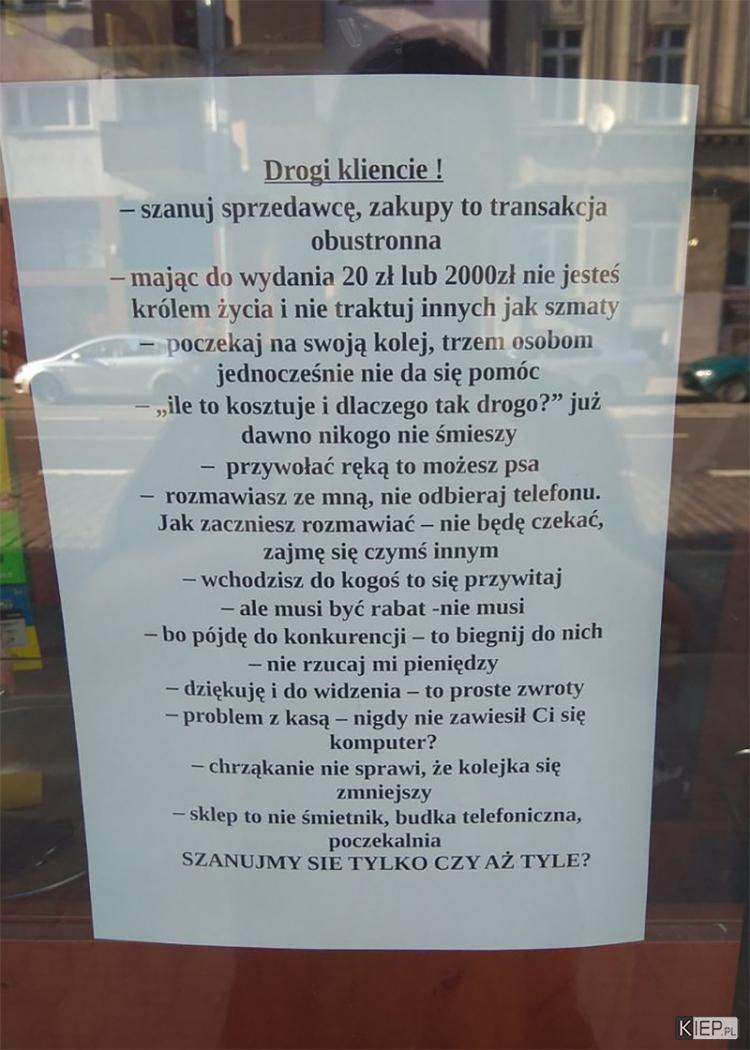 Drogi kliencie !
– szanuj sprzedawcę, zakupy to transakcja
obustronna
– mając do wydania 20 zł lub 2000zł nie jesteś
królem życia i nie traktuj innych jak szmaty
– poczekaj na swoją kolej, trzem osobom
jednocześnie nie da się pomóc
– „ile to kosztuje i dlaczego tak drogo?” już
dawno nikogo nie śmieszy
– przywołać ręką to możesz psa
– rozmawiasz ze mną, nie odbieraj telefonu.
Jak zaczniesz rozmawiać – nie będę czekać,
zajmę się czymś innym
– wchodzisz do kogoś to się przywitaj
– ale musi być rabat -nie musi
– bo pójdę do konkurencji – to biegnij do nich
– nie rzucaj mi pieniędzy
– dziękuję i do widzenia – to proste zwroty
– problem z kasą – nigdy nie zawiesił Ci się
komputer?
– chrząkanie nie sprawi, że kolejka się
zmniejszy
– sklep to nie śmietnik, budka telefoniczna,
poczekalnia
SZANUJMY SIE TYLKO CZY AŻ TYLE?
KIEP.PL